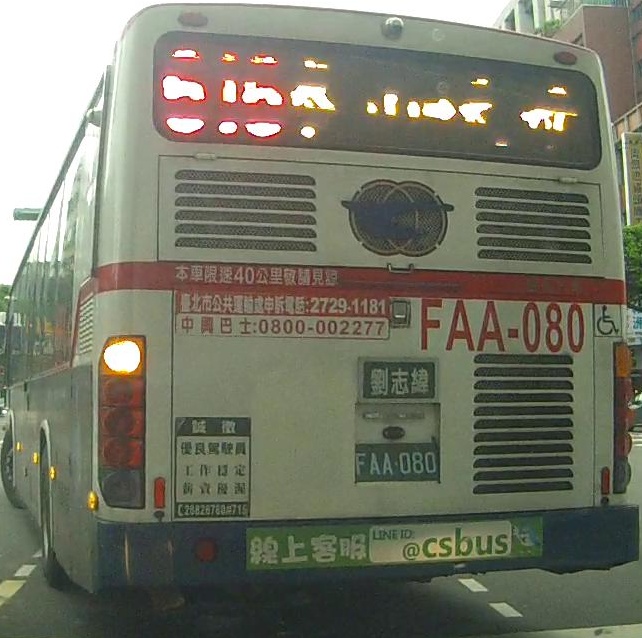 本車限速40公里敬請見諒
臺北市公共運輸處申訴電話:2729-1181
中興巴士:0800-002277
FAA-080
劉志緯
FAA-080
誠徵
優良駕駛員
工作穩定
薪資優渥
26826760#715
線上客服
LINE ID:
@csbus